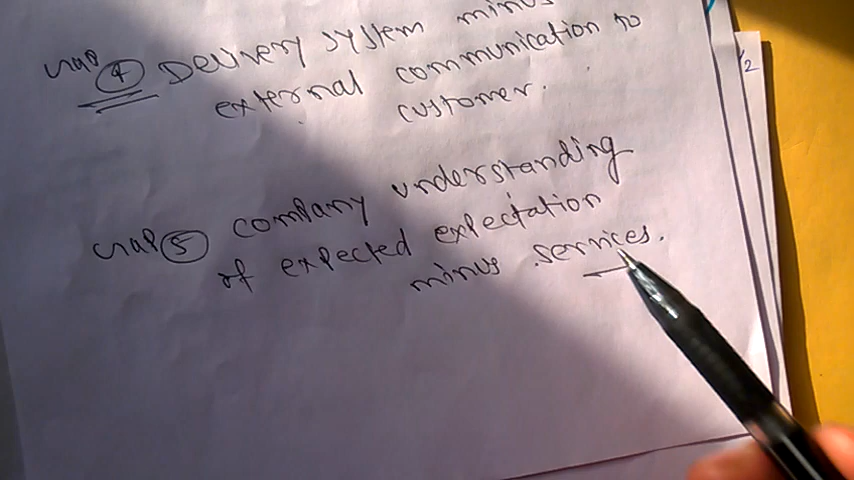 Gap ④ Delivery system minus
external communication to
customer.
Gap ⑤ company understanding
of expected expectation
minus services.